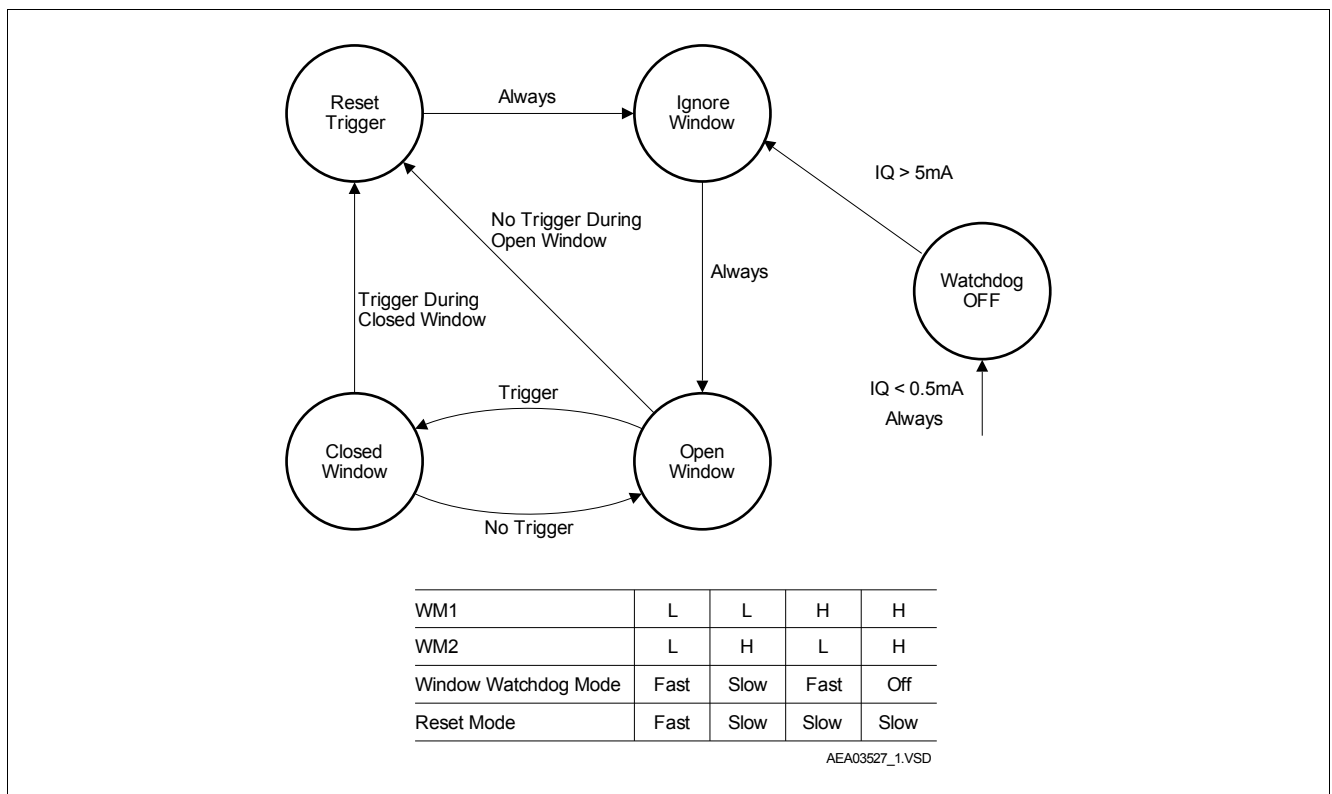 Reset
Trigger
Always
Ignore
Window
IQ > 5mA
No Trigger During
Open Window
Always
Watchdog
OFF
Trigger During
Closed Window
IQ < 0.5mA
Always
Trigger
Closed
Window
Open
Window
No Trigger
WM1 L L H H
WM2 L H L H
Window Watchdog Mode Fast Slow Fast Off
Reset Mode Fast Slow Slow Slow
AEA03527_1.VSD